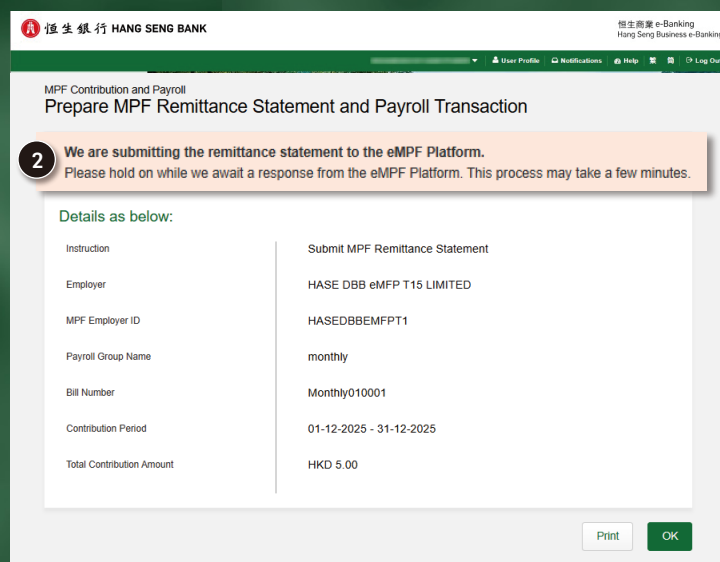 恒生銀行 HANG SENG BANK
恒生商業 e-Banking
Hang Seng Business e-Banking
User Profile Notifications Help 繁 簡 Log Out
MPF Contribution and Payroll
Prepare MPF Remittance Statement and Payroll Transaction
2
We are submitting the remittance statement to the eMPF Platform.
Please hold on while we await a response from the eMPF Platform. This process may take a few minutes.
Details as below:
Instruction Submit MPF Remittance Statement
Employer HASE DBB eMFP T15 LIMITED
MPF Employer ID HASEDBBEMFPT1
Payroll Group Name monthly
Bill Number Monthly010001
Contribution Period 01-12-2025 - 31-12-2025
Total Contribution Amount HKD 5.00
Print OK